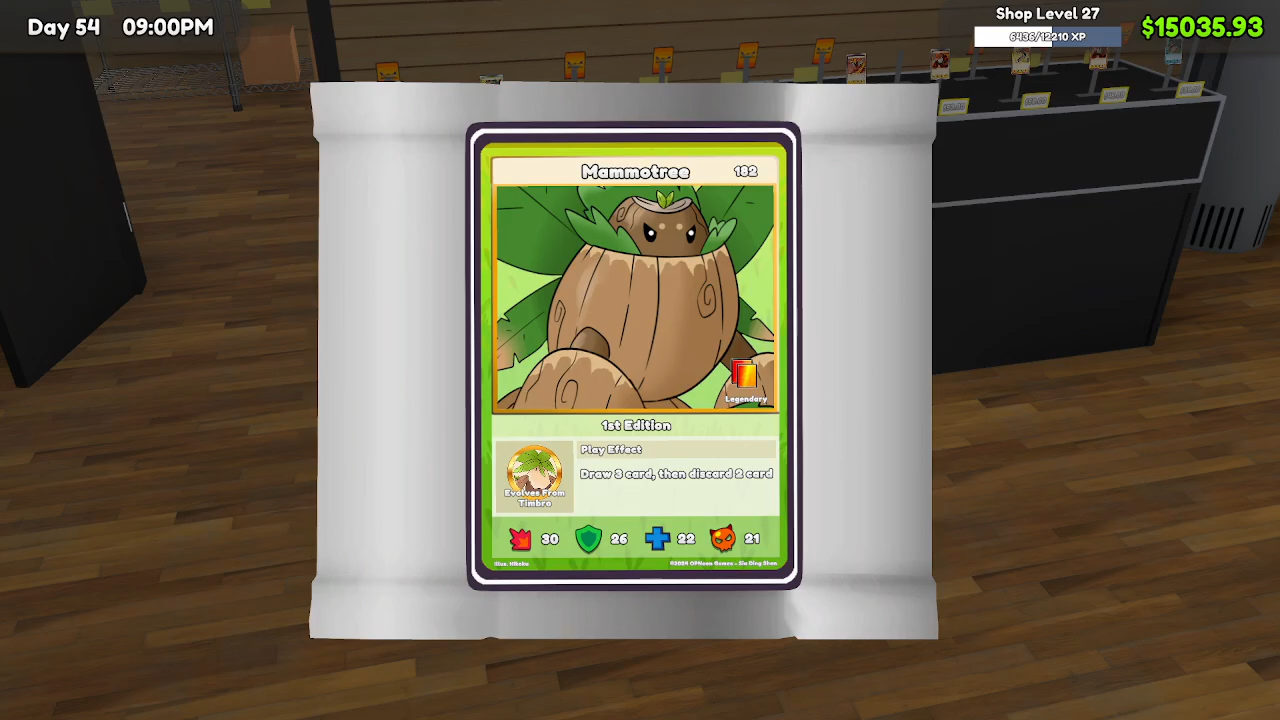 Day 54 09:00PM
Shop Level 27
6436/12210 XP
$15035.93
Mammotree 182
Legendary
1st Edition
Play Effect
Draw 3 card, then discard 2 card
Evolves From
Timbro
30 26 22 21